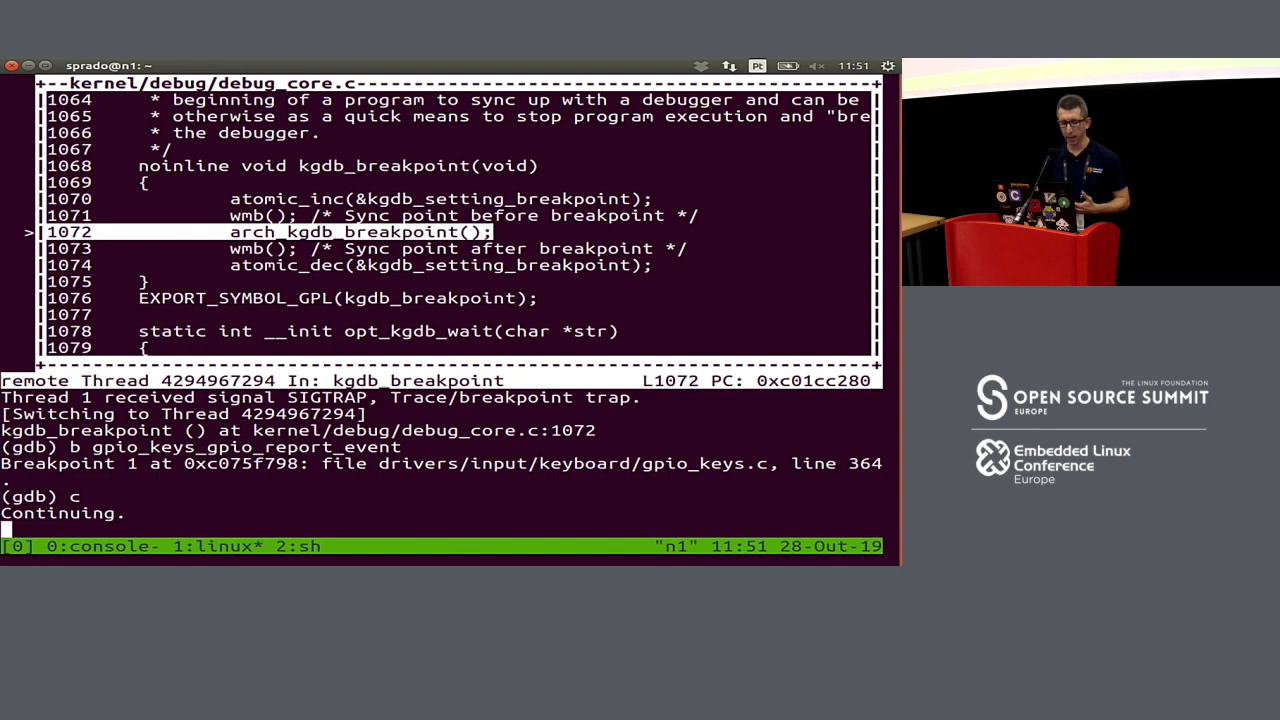 sprado@n1: ~
Pt
11:51
+--kernel/debug/debug_core.c--------------------------------------------+
|1064     * beginning of a program to sync up with a debugger and can be |
|1065     * otherwise as a quick means to stop program execution and "bre|
|1066     * the debugger. |
|1067     */ |
|1068    noinline void kgdb_breakpoint(void) |
|1069    { |
|1070            atomic_inc(&kgdb_setting_breakpoint); |
|1071            wmb(); /* Sync point before breakpoint */ |
>|1072            arch_kgdb_breakpoint(); |
|1073            wmb(); /* Sync point after breakpoint */ |
|1074            atomic_dec(&kgdb_setting_breakpoint); |
|1075    } |
|1076    EXPORT_SYMBOL_GPL(kgdb_breakpoint); |
|1077 |
|1078    static int __init opt_kgdb_wait(char *str) |
|1079    { |
remote Thread 4294967294 In: kgdb_breakpoint            L1072 PC: 0xc01cc280
Thread 1 received signal SIGTRAP, Trace/breakpoint trap.
[Switching to Thread 4294967294]
kgdb_breakpoint () at kernel/debug/debug_core.c:1072
(gdb) b gpio_keys_gpio_report_event
Breakpoint 1 at 0xc075f798: file drivers/input/keyboard/gpio_keys.c, line 364
.
(gdb) c
Continuing.
[0] 0:console- 1:linux* 2:sh                             "n1" 11:51 28-Oct-19
THE LINUX FOUNDATION
OPEN SOURCE SUMMIT
EUROPE
Embedded Linux
Conference
Europe